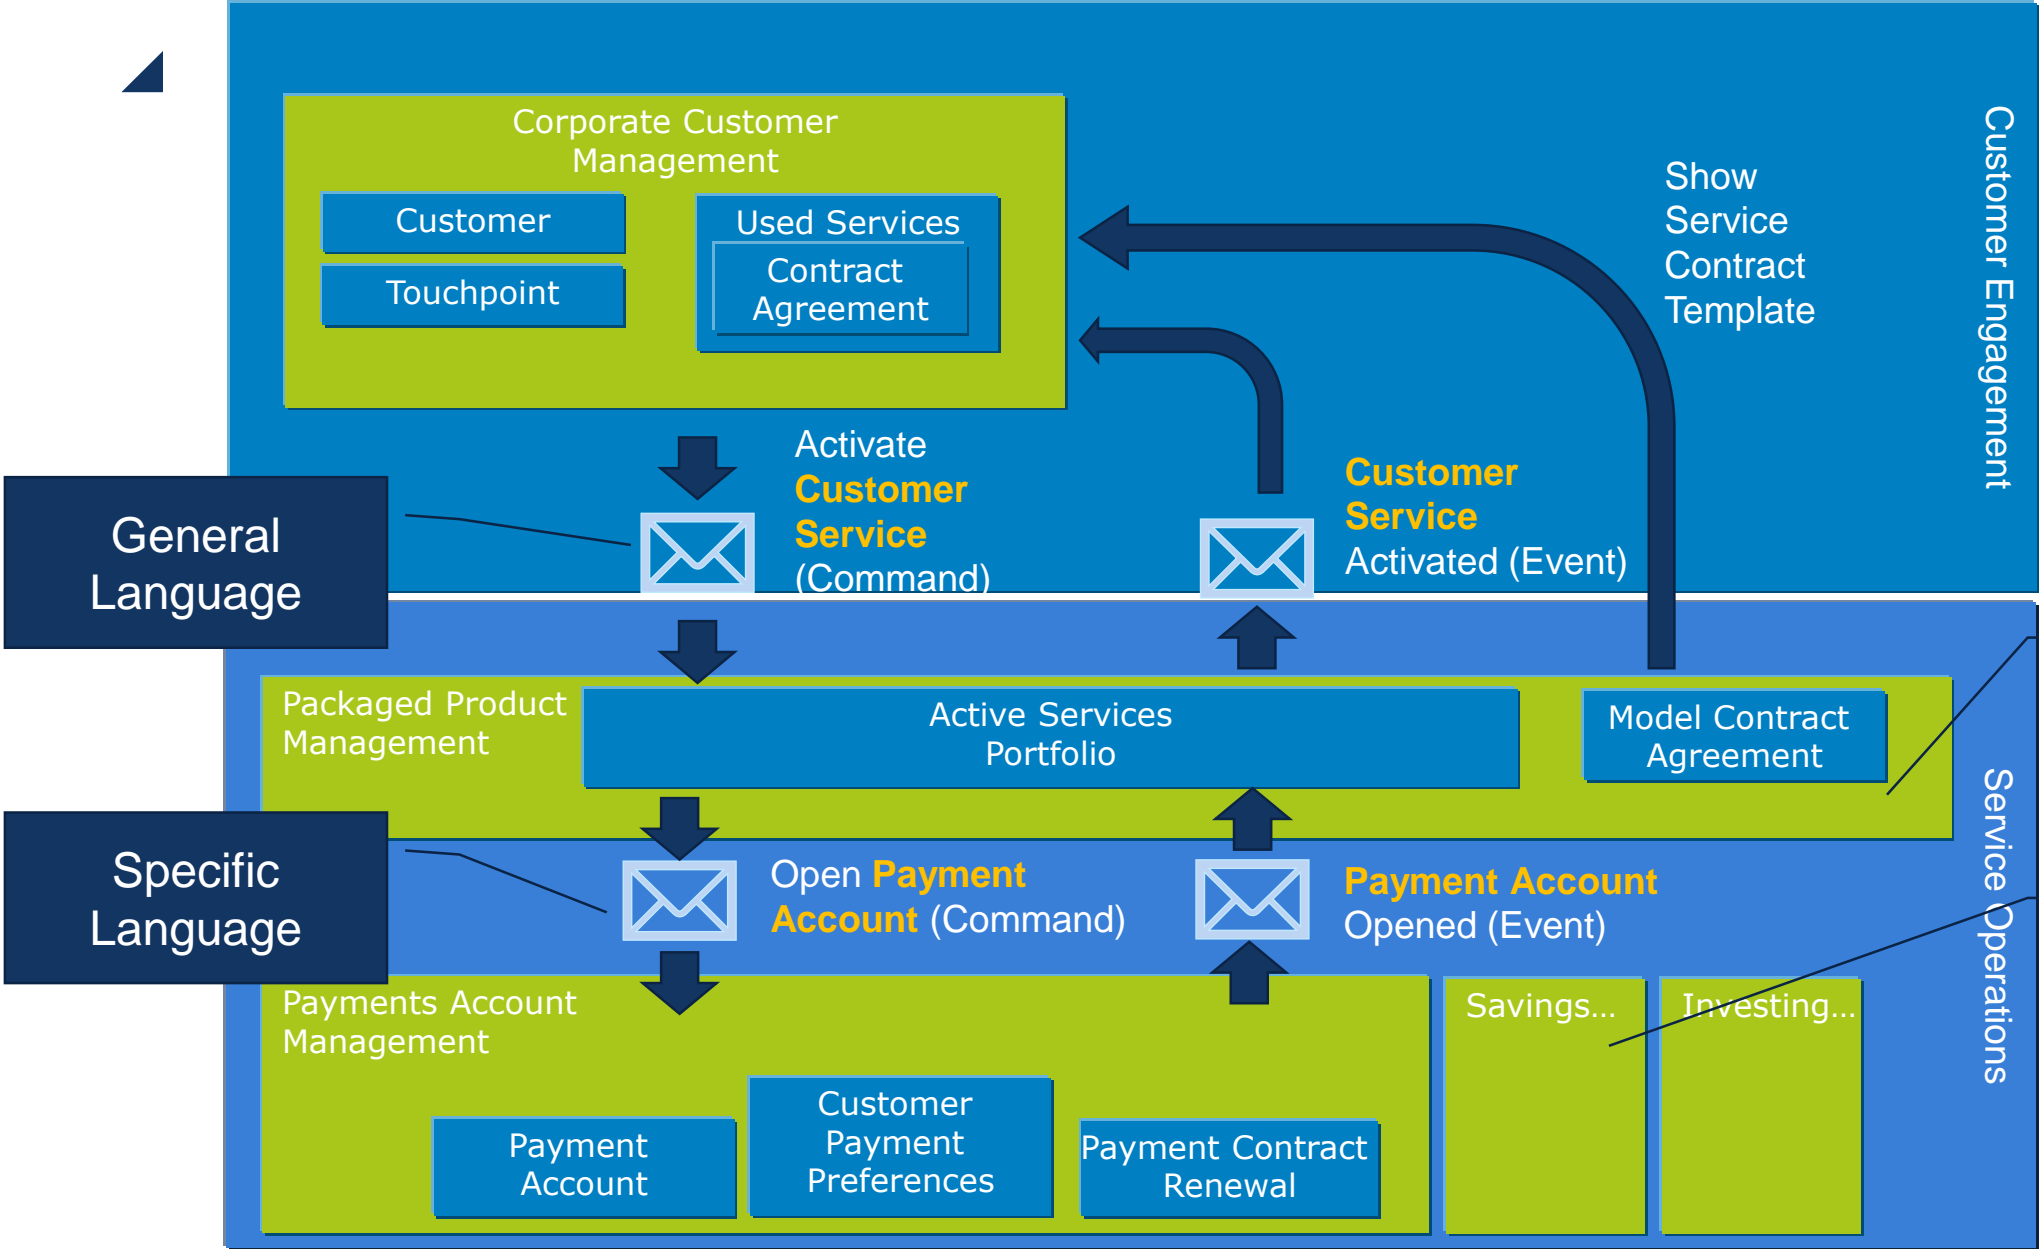 Corporate Customer
Management
Customer
Touchpoint
Used Services
Contract
Agreement
Show
Service
Contract
Template
Customer Engagement
General
Language
Activate
Customer
Service
(Command)
Customer
Service
Activated (Event)
Packaged Product
Management
Active Services
Portfolio
Model Contract
Agreement
Service Operations
Specific
Language
Open Payment
Account (Command)
Payment Account
Opened (Event)
Payments Account
Management
Payment
Account
Customer
Payment
Preferences
Payment Contract
Renewal
Savings...
Investing...